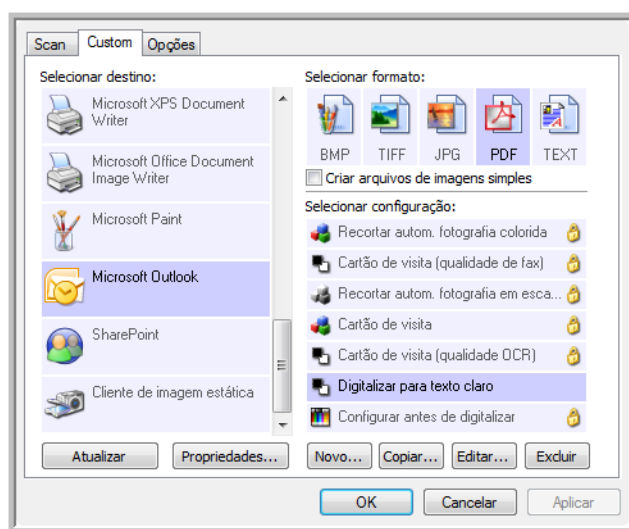 Scan Custom Opções
Selecionar destino:
Microsoft XPS Document
Writer
Microsoft Office Document
Image Writer
Microsoft Paint
Microsoft Outlook
SharePoint
Cliente de imagem estática
Atualizar Propriedades...
Selecionar formato:
BMP TIFF JPG PDF TEXT
Criar arquivos de imagens simples
Selecionar configuração:
Recortar autom. fotografia colorida
Cartão de visita (qualidade de fax)
Recortar autom. fotografia em esca...
Cartão de visita
Cartão de visita (qualidade OCR)
Digitalizar para texto claro
Configurar antes de digitalizar
Novo... Copiar... Editar... Excluir
OK Cancelar Aplicar